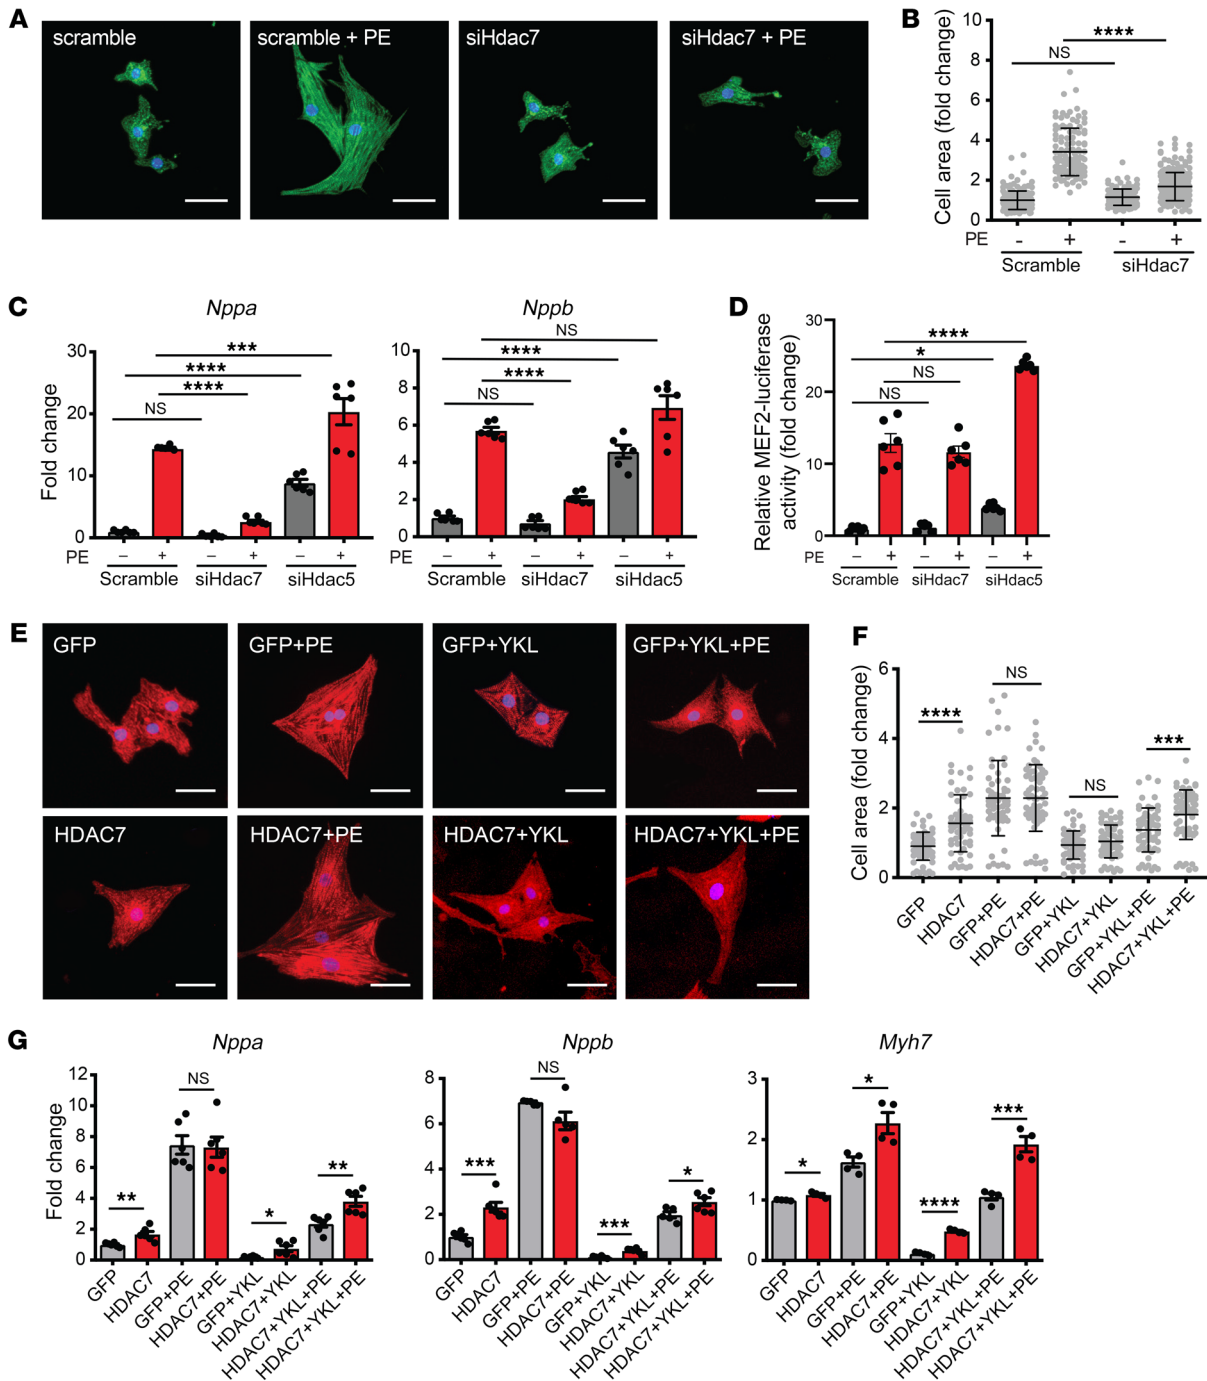 A
scramble
scramble + PE
siHdac7
siHdac7 + PE
B
Cell area (fold change)
10
8
6
4
2
0
NS
****
PE
-
+
-
+
Scramble
siHdac7
C
Nppa
Fold change
30
20
10
0
***
****
****
NS
PE
–
+
–
+
–
+
Scramble
siHdac7
siHdac5
Nppb
10
8
6
4
2
0
NS
****
****
NS
PE
–
+
–
+
–
+
Scramble
siHdac7
siHdac5
D
Relative MEF2-luciferase
activity (fold change)
30
20
10
0
****
*
NS
NS
PE
–
+
–
+
–
+
Scramble
siHdac7
siHdac5
E
GFP
GFP+PE
GFP+YKL
GFP+YKL+PE
HDAC7
HDAC7+PE
HDAC7+YKL
HDAC7+YKL+PE
F
Cell area (fold change)
6
4
2
0
****
NS
NS
***
GFP
HDAC7
GFP+PE
HDAC7+PE
GFP+YKL
HDAC7+YKL
GFP+YKL+PE
HDAC7+YKL+PE
G
Nppa
Fold change
12
10
8
6
4
2
0
**
NS
*
**
GFP
HDAC7
GFP+PE
HDAC7+PE
GFP+YKL
HDAC7+YKL
HDAC7+YKL+PE
HDAC7+YKL+PE
Nppb
8
6
4
2
0
***
NS
***
*
GFP
HDAC7
GFP+PE
HDAC7+PE
GFP+YKL
HDAC7+YKL
HDAC7+YKL+PE
HDAC7+YKL+PE
Myh7
3
2
1
0
*
*
****
***
GFP
HDAC7
GFP+PE
HDAC7+PE
GFP+YKL
HDAC7+YKL
HDAC7+YKL+PE
HDAC7+YKL+PE